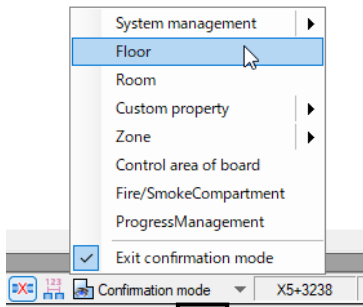 System management
Floor
Room
Custom property
Zone
Control area of board
Fire/SmokeCompartment
ProgressManagement
Exit confirmation mode
=X= 123 Confirmation mode X5+3238